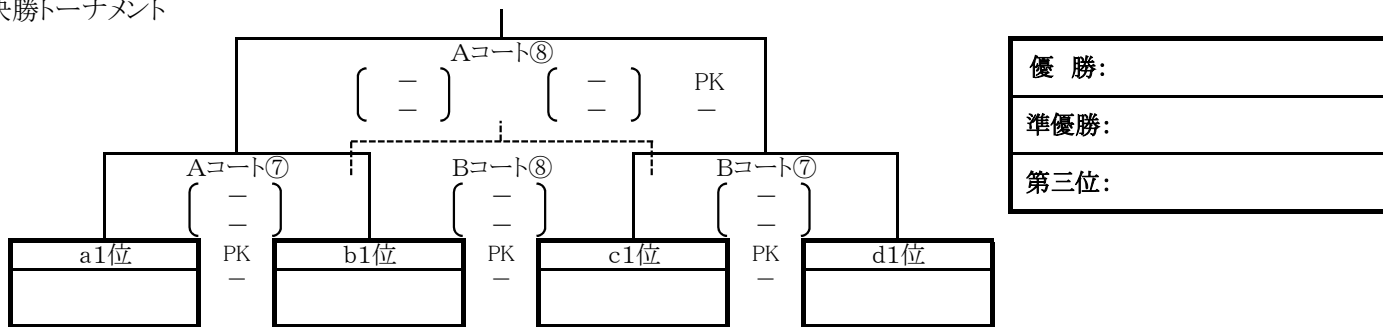 決勝トーナメント
Aコート⑧
－ － PK
－ － －
優 勝:
準優勝:
第三位:
Aコート⑦ Bコート⑧ Bコート⑦
－ － －
－ － －
PK PK PK
－ － －
a1位 b1位 c1位 d1位